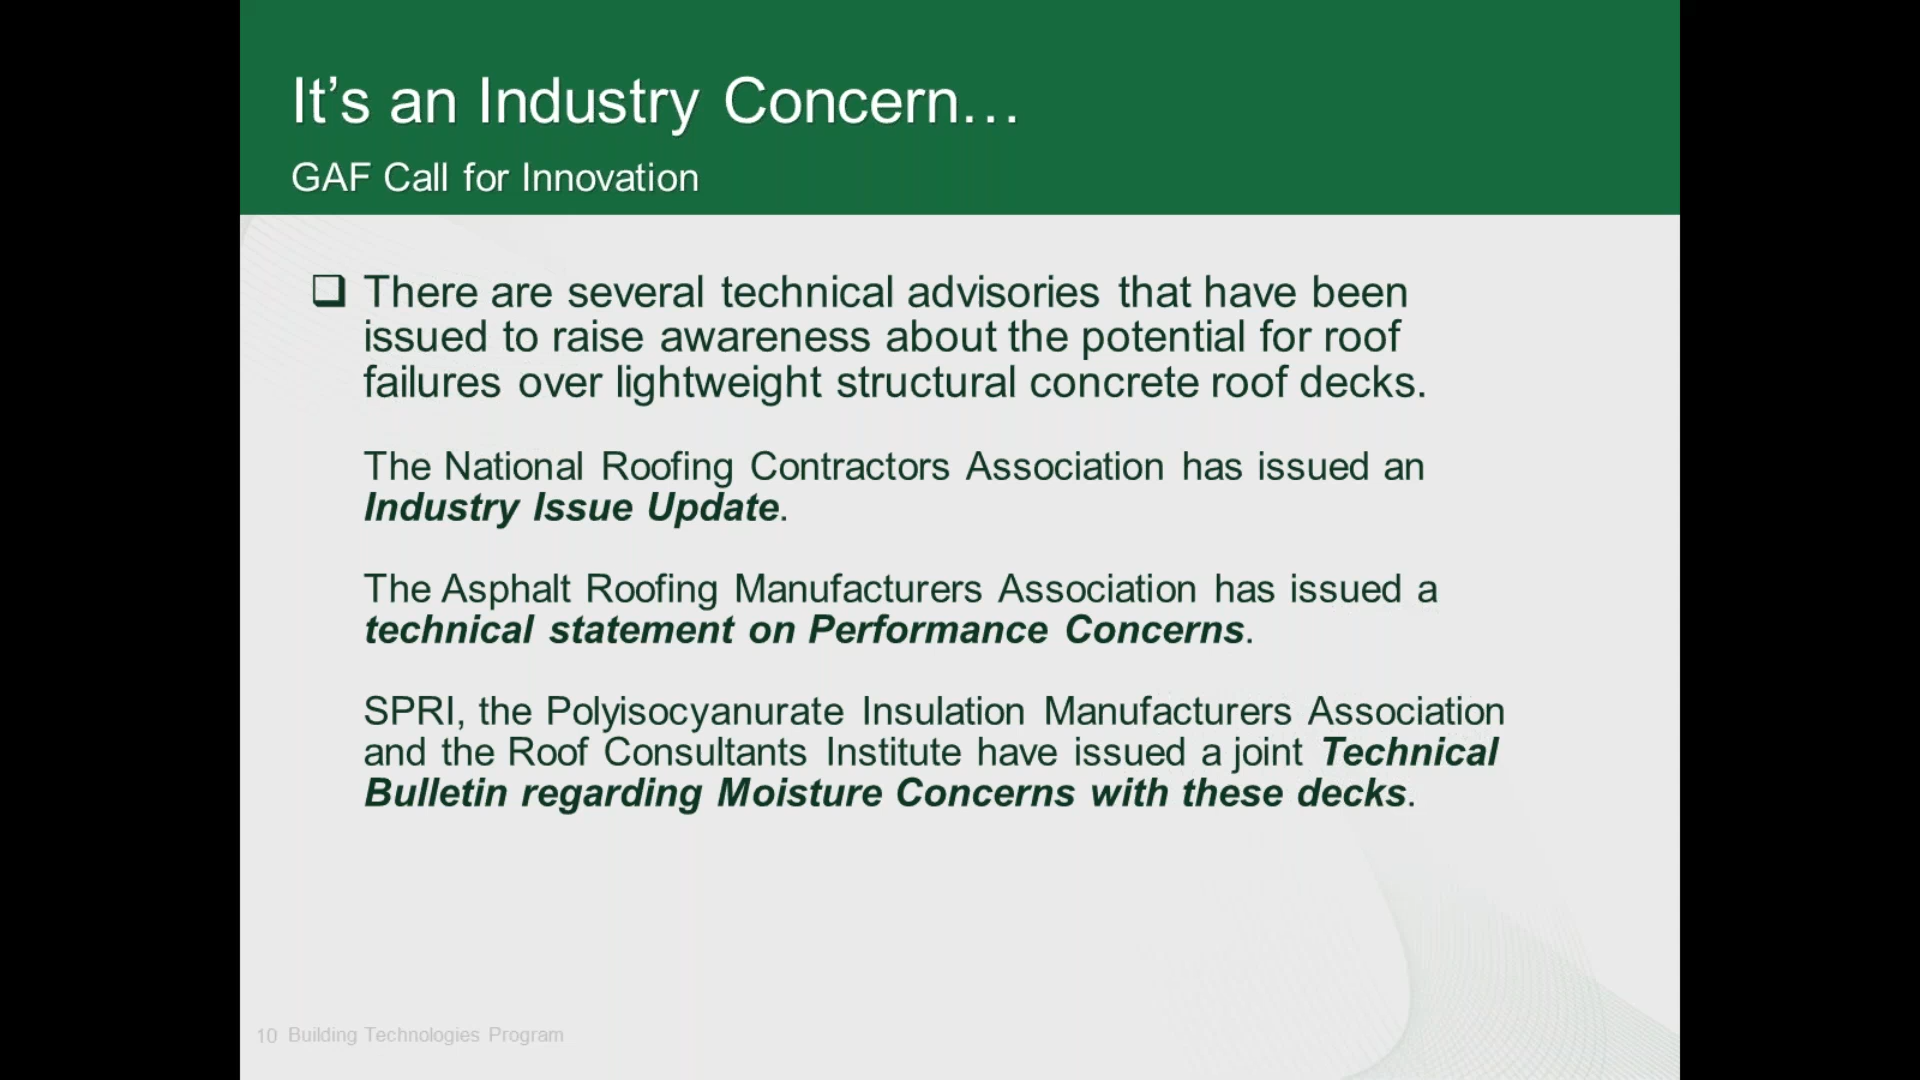 It’s an Industry Concern…
GAF Call for Innovation
There are several technical advisories that have been
issued to raise awareness about the potential for roof
failures over lightweight structural concrete roof decks.
The National Roofing Contractors Association has issued an
Industry Issue Update.
The Asphalt Roofing Manufacturers Association has issued a
technical statement on Performance Concerns.
SPRI, the Polyisocyanurate Insulation Manufacturers Association
and the Roof Consultants Institute have issued a joint Technical
Bulletin regarding Moisture Concerns with these decks.
10 Building Technologies Program